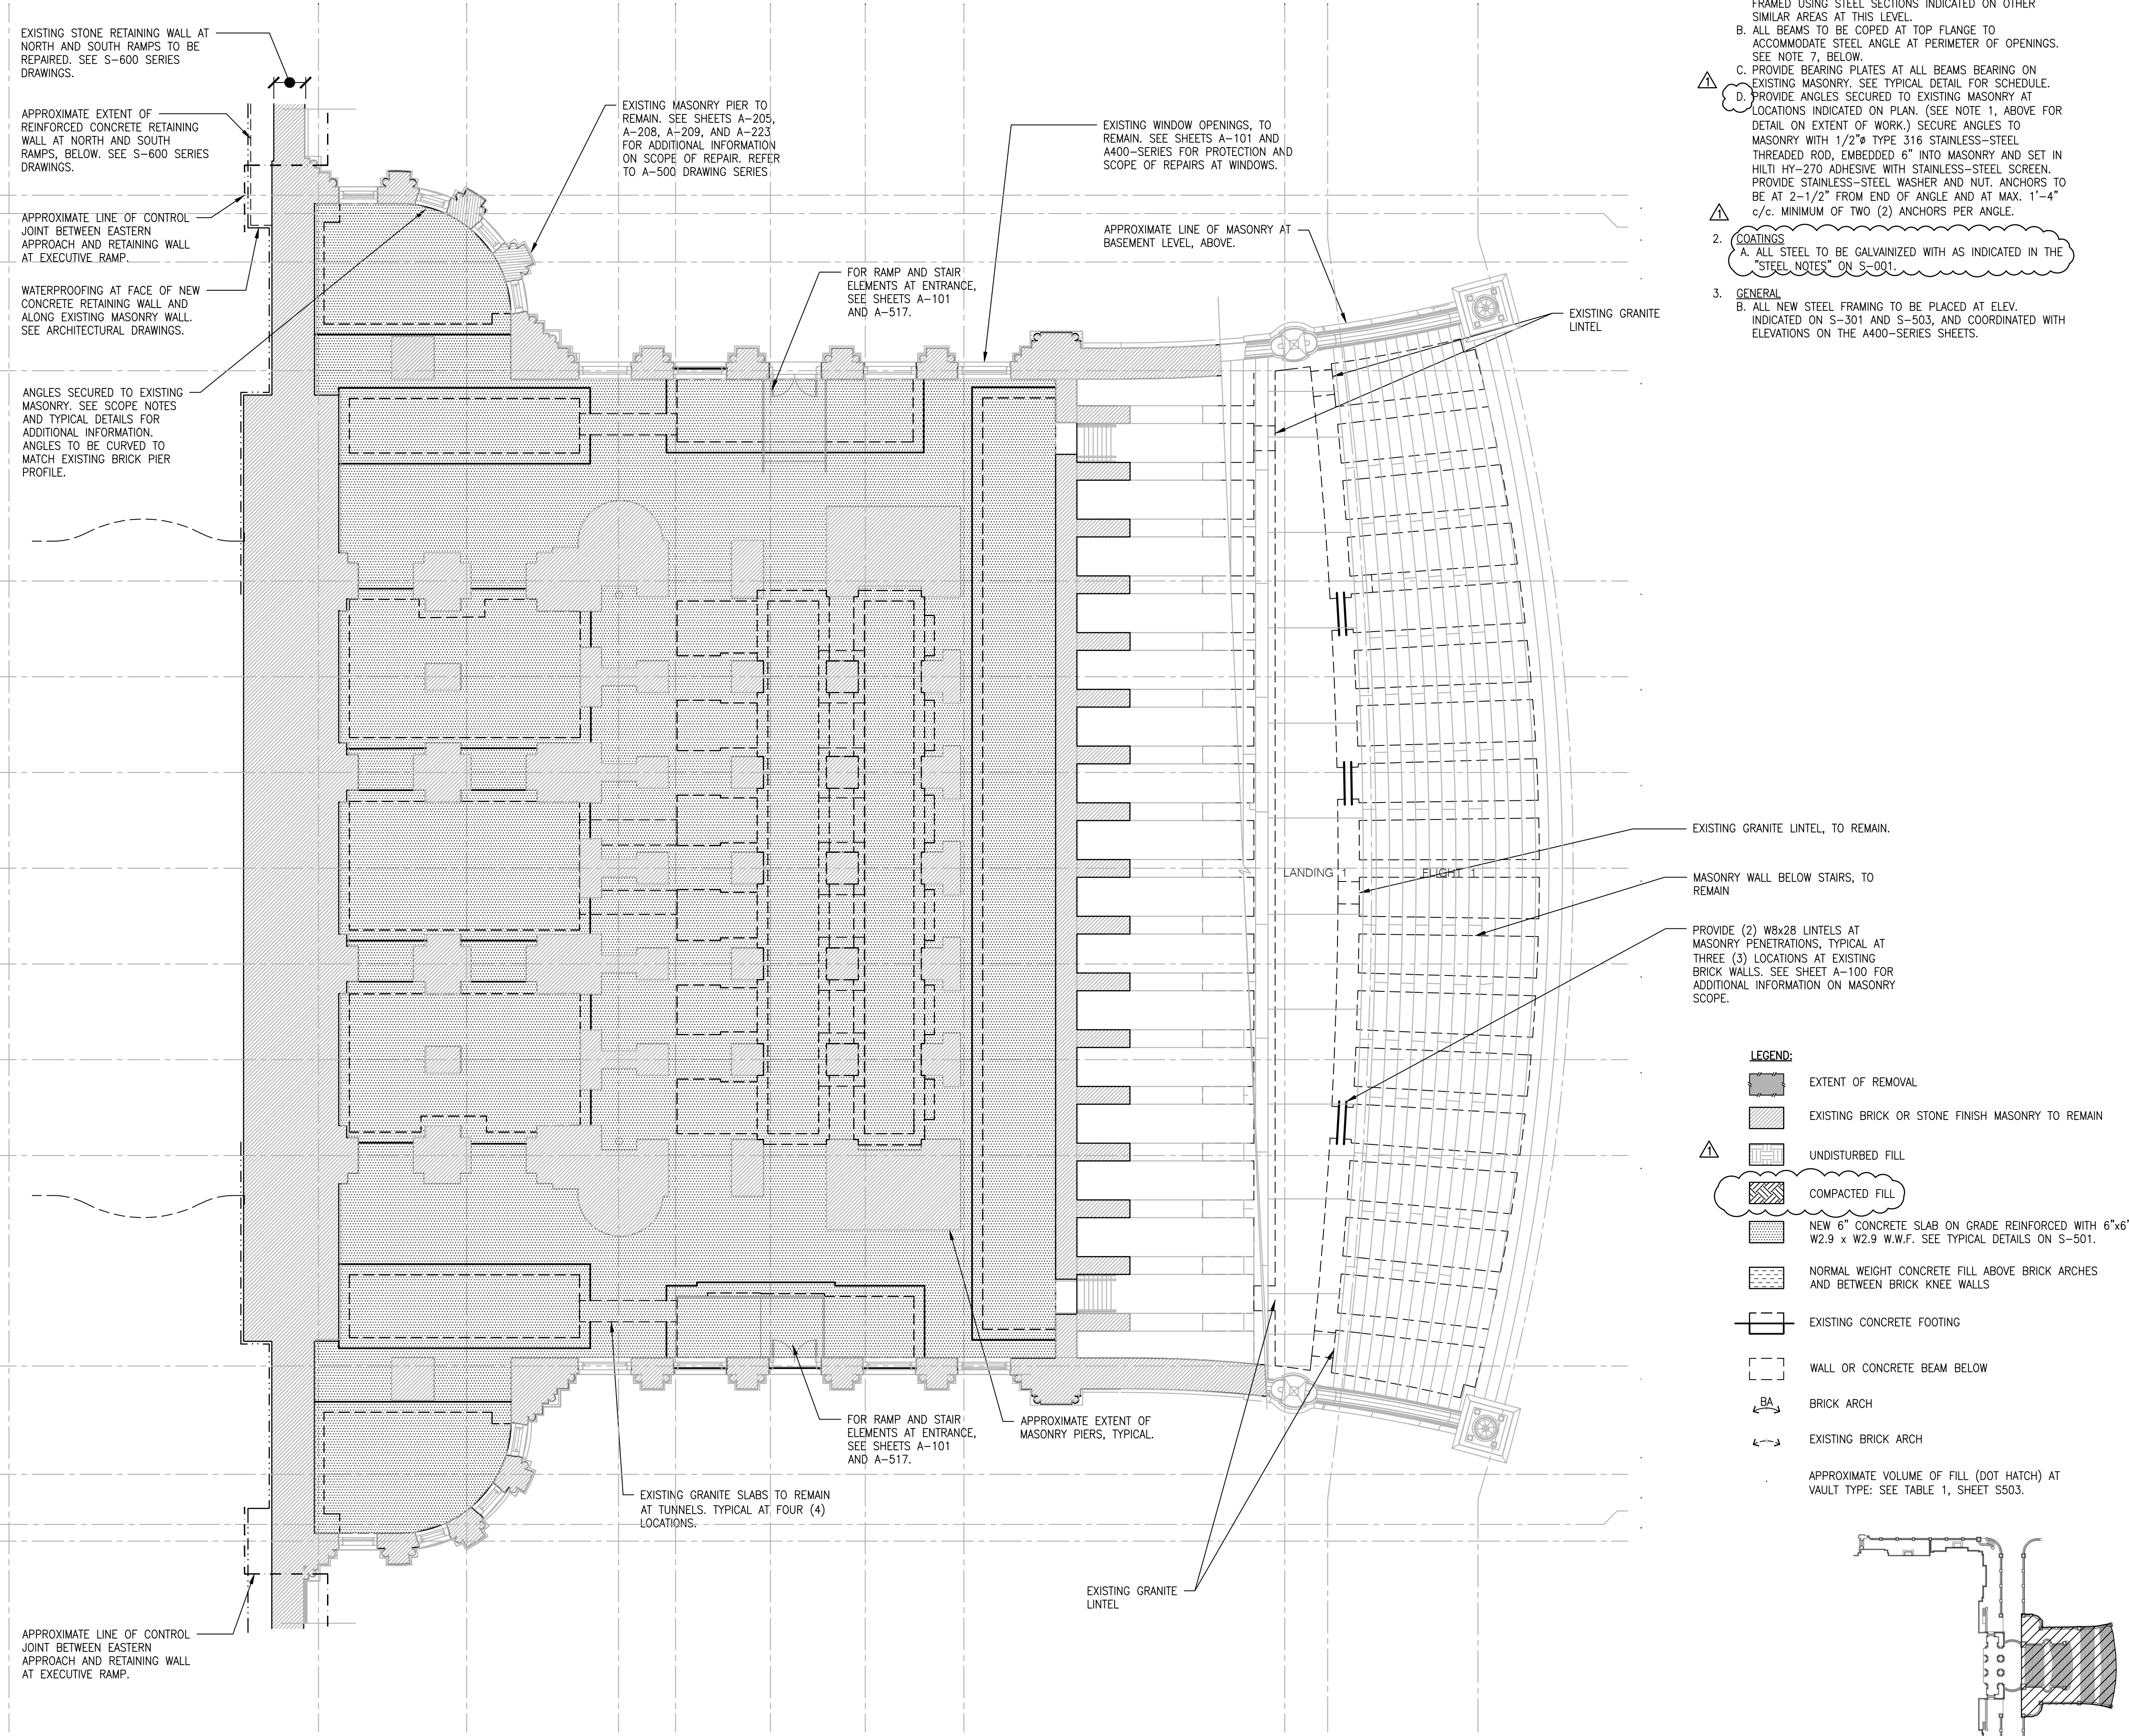 EXISTING STONE RETAINING WALL AT
NORTH AND SOUTH RAMPS TO BE
REPAIRED. SEE S-600 SERIES
DRAWINGS.
APPROXIMATE EXTENT OF
REINFORCED CONCRETE RETAINING
WALL AT NORTH AND SOUTH
RAMPS, BELOW. SEE S-600 SERIES
DRAWINGS.
APPROXIMATE LINE OF CONTROL
JOINT BETWEEN EASTERN
APPROACH AND RETAINING WALL
AT EXECUTIVE RAMP.
WATERPROOFING AT FACE OF NEW
CONCRETE RETAINING WALL AND
ALONG EXISTING MASONRY WALL.
SEE ARCHITECTURAL DRAWINGS.
ANGLES SECURED TO EXISTING
MASONRY. SEE SCOPE NOTES
AND TYPICAL DETAILS FOR
ADDITIONAL INFORMATION.
ANGLES TO BE CURVED TO
MATCH EXISTING BRICK PIER
PROFILE.
APPROXIMATE LINE OF CONTROL
JOINT BETWEEN EASTERN
APPROACH AND RETAINING WALL
AT EXECUTIVE RAMP.
EXISTING MASONRY PIER TO
REMAIN. SEE SHEETS A-205,
A-208, A-209, AND A-223
FOR ADDITIONAL INFORMATION
ON SCOPE OF REPAIR. REFER
TO A-500 DRAWING SERIES
FOR RAMP AND STAIR
ELEMENTS AT ENTRANCE,
SEE SHEETS A-101
AND A-517.
EXISTING WINDOW OPENINGS, TO
REMAIN. SEE SHEETS A-101 AND
A400-SERIES FOR PROTECTION AND
SCOPE OF REPAIRS AT WINDOWS.
APPROXIMATE LINE OF MASONRY AT
BASEMENT LEVEL, ABOVE.
EXISTING GRANITE
LINTEL
LANDING 1
FLIGHT 1
FOR RAMP AND STAIR
ELEMENTS AT ENTRANCE,
SEE SHEETS A-101
AND A-517.
APPROXIMATE EXTENT OF
MASONRY PIERS, TYPICAL.
EXISTING GRANITE SLABS TO REMAIN
AT TUNNELS. TYPICAL AT FOUR (4)
LOCATIONS.
EXISTING GRANITE
LINTEL
FRAMED USING STEEL SECTIONS INDICATED ON OTHER
SIMILAR AREAS AT THIS LEVEL.
B. ALL BEAMS TO BE COPED AT TOP FLANGE TO
ACCOMMODATE STEEL ANGLE AT PERIMETER OF OPENINGS.
SEE NOTE 7, BELOW.
C. PROVIDE BEARING PLATES AT ALL BEAMS BEARING ON
EXISTING MASONRY. SEE TYPICAL DETAIL FOR SCHEDULE.
1
D. PROVIDE ANGLES SECURED TO EXISTING MASONRY AT
LOCATIONS INDICATED ON PLAN. (SEE NOTE 1, ABOVE FOR
DETAIL ON EXTENT OF WORK.) SECURE ANGLES TO
MASONRY WITH 1/2"ø TYPE 316 STAINLESS-STEEL
THREADED ROD, EMBEDDED 6" INTO MASONRY AND SET IN
HILTI HY-270 ADHESIVE WITH STAINLESS-STEEL SCREEN.
PROVIDE STAINLESS-STEEL WASHER AND NUT. ANCHORS TO
BE AT 2-1/2" FROM END OF ANGLE AND AT MAX. 1'-4"
c/c. MINIMUM OF TWO (2) ANCHORS PER ANGLE.
1
2. COATINGS
A. ALL STEEL TO BE GALVANIZED WITH AS INDICATED IN THE
"STEEL NOTES" ON S-001.
3. GENERAL
B. ALL NEW STEEL FRAMING TO BE PLACED AT ELEV.
INDICATED ON S-301 AND S-503, AND COORDINATED WITH
ELEVATIONS ON THE A400-SERIES SHEETS.
EXISTING GRANITE LINTEL, TO REMAIN.
MASONRY WALL BELOW STAIRS, TO
REMAIN
PROVIDE (2) W8x28 LINTELS AT
MASONRY PENETRATIONS, TYPICAL AT
THREE (3) LOCATIONS AT EXISTING
BRICK WALLS. SEE SHEET A-100 FOR
ADDITIONAL INFORMATION ON MASONRY
SCOPE.
LEGEND:
EXTENT OF REMOVAL
EXISTING BRICK OR STONE FINISH MASONRY TO REMAIN
1
UNDISTURBED FILL
COMPACTED FILL
NEW 6" CONCRETE SLAB ON GRADE REINFORCED WITH 6"x6"
W2.9 x W2.9 W.W.F. SEE TYPICAL DETAILS ON S-501.
NORMAL WEIGHT CONCRETE FILL ABOVE BRICK ARCHES
AND BETWEEN BRICK KNEE WALLS
EXISTING CONCRETE FOOTING
WALL OR CONCRETE BEAM BELOW
BA
BRICK ARCH
EXISTING BRICK ARCH
APPROXIMATE VOLUME OF FILL (DOT HATCH) AT
VAULT TYPE: SEE TABLE 1, SHEET S503.